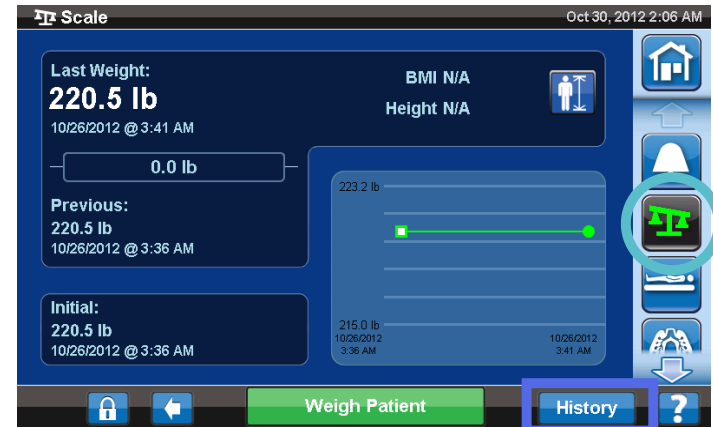 Scale
Oct 30, 2012 2:06 AM
Last Weight:
220.5 lb
10/26/2012 @ 3:41 AM
BMI N/A
Height N/A
0.0 lb
Previous:
220.5 lb
10/26/2012 @ 3:36 AM
Initial:
220.5 lb
10/26/2012 @ 3:36 AM
223.2 lb
215.0 lb
10/26/2012
3:36 AM
10/26/2012
3:41 AM
Weigh Patient
History
?